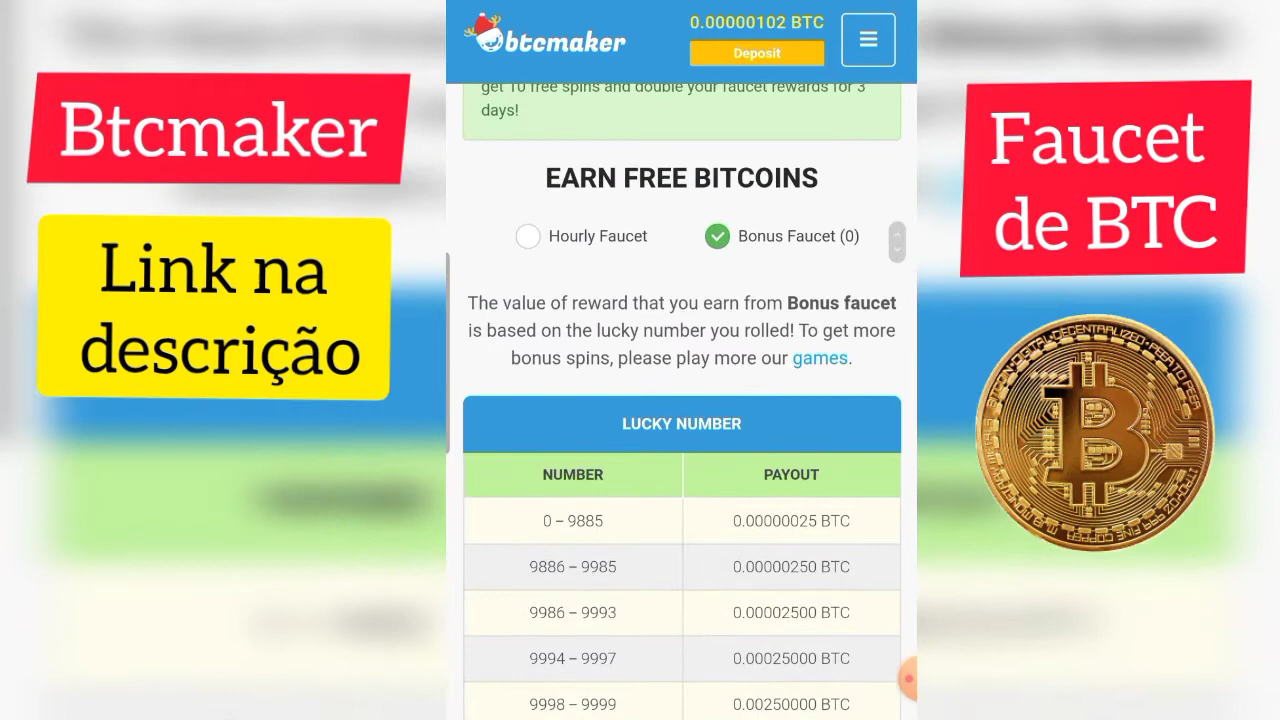 Btcmaker
Link na
descrição
btcmaker
0.00000102 BTC
Deposit
get 10 free spins and double your faucet rewards for 3
days!
EARN FREE BITCOINS
Hourly Faucet
Bonus Faucet (0)
The value of reward that you earn from Bonus faucet
is based on the lucky number you rolled! To get more
bonus spins, please play more our games.
LUCKY NUMBER
NUMBER PAYOUT
0 – 9885 0.00000025 BTC
9886 – 9985 0.00000250 BTC
9986 – 9993 0.00002500 BTC
9994 – 9997 0.00025000 BTC
9998 – 9999 0.00250000 BTC
Faucet
de BTC